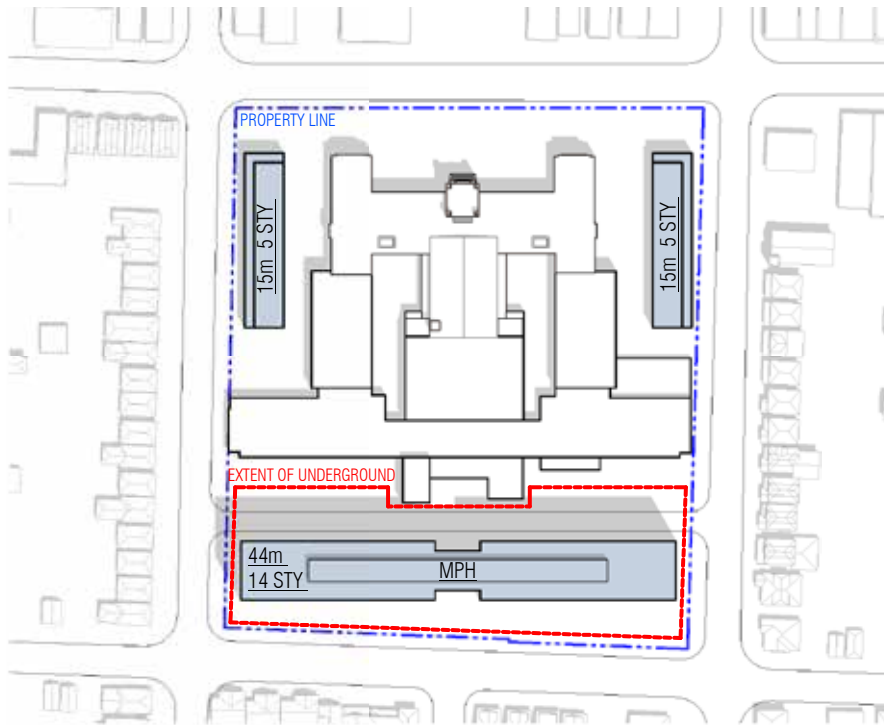 PROPERTY LINE
15m 5 STY
15m 5 STY
EXTENT OF UNDERGROUND
44m
14 STY
MPH